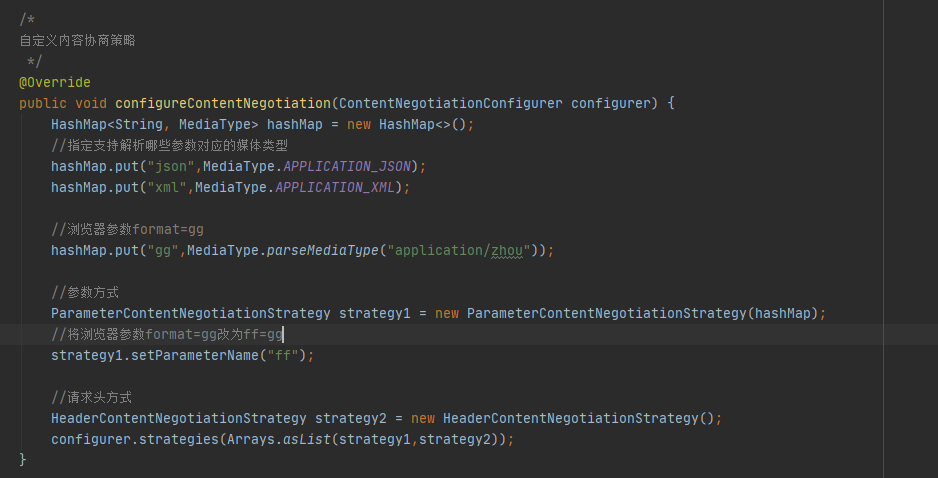 /*
自定义内容协商策略
*/
@Override
public void configureContentNegotiation(ContentNegotiationConfigurer configurer) {
HashMap<String, MediaType> hashMap = new HashMap<>();
//指定支持解析哪些参数对应的媒体类型
hashMap.put("json",MediaType.APPLICATION_JSON);
hashMap.put("xml",MediaType.APPLICATION_XML);
//浏览器参数format=gg
hashMap.put("gg",MediaType.parseMediaType("application/zhou"));
//参数方式
ParameterContentNegotiationStrategy strategy1 = new ParameterContentNegotiationStrategy(hashMap);
//将浏览器参数format=gg改为ff=gg
strategy1.setParameterName("ff");
//请求头方式
HeaderContentNegotiationStrategy strategy2 = new HeaderContentNegotiationStrategy();
configurer.strategies(Arrays.asList(strategy1,strategy2));
}